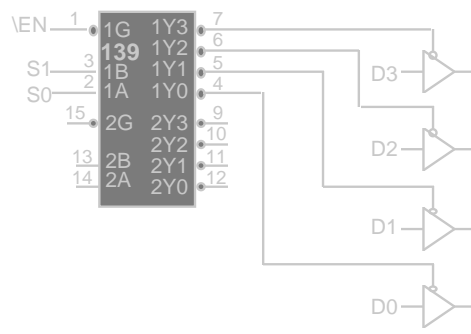 \EN 1 1G 1Y3 7
139 1Y2 6
S1 3 1B 1Y1 5 D3
S0 2 1A 1Y0 4
15 2G 2Y3 9
2Y2 10 D2
13 2B 2Y1 11
14 2A 2Y0 12
D1
D0